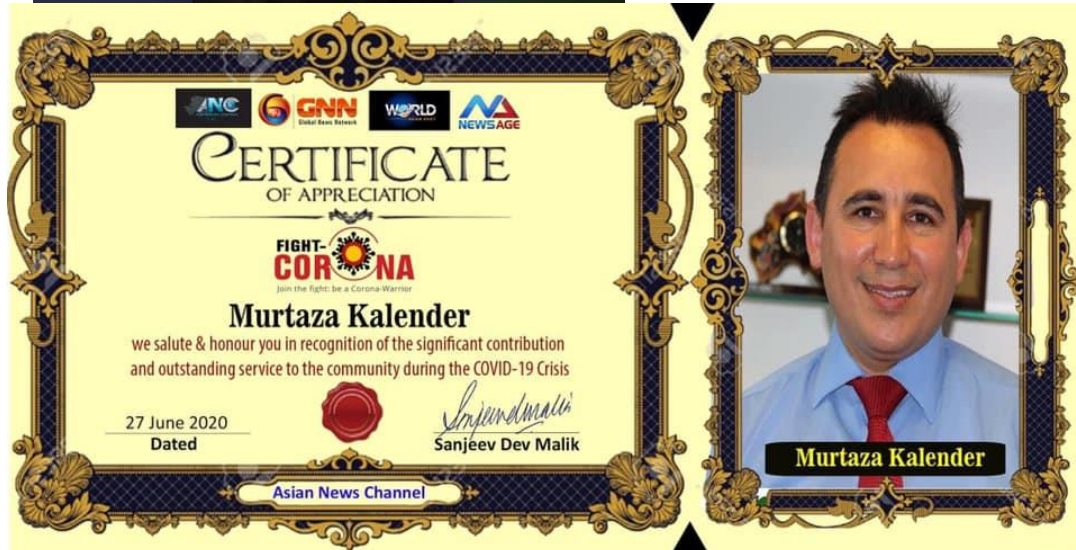 ANC
GNN
Global News Network
WORLD
NA
NEWSAGE
CERTIFICATE
OF APPRECIATION
FIGHT-
CORONA
Join the fight: be a Corona-Warrior
Murtaza Kalender
we salute & honour you in recognition of the significant contribution
and outstanding service to the community during the COVID-19 Crisis
27 June 2020
Dated
Sanjeev Dev Malik
Asian News Channel
Murtaza Kalender